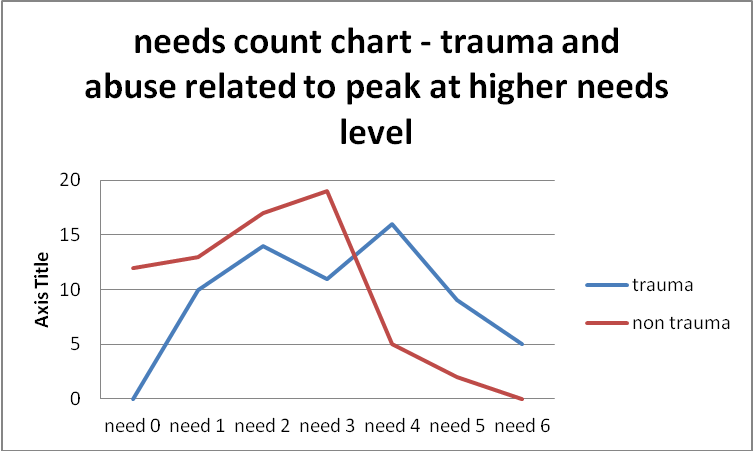 needs count chart - trauma and
abuse related to peak at higher needs
level
20
15
10
5
0
Axis Title
need 0 need 1 need 2 need 3 need 4 need 5 need 6
trauma
non trauma